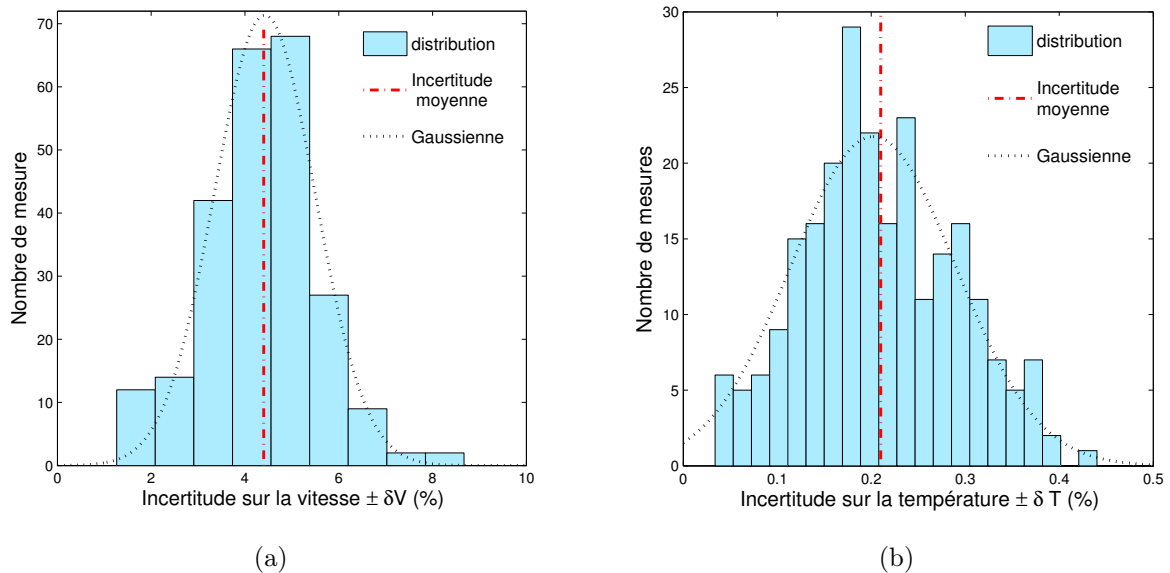 70
60
50
40
30
20
10
0
Nombre de mesure
0 2 4 6 8 10
Incertitude sur la vitesse ± δV (%)
distribution
Incertitude
moyenne
Gaussienne
(a)
30
25
20
15
10
5
0
Nombre de mesures
0 0.1 0.2 0.3 0.4 0.5
Incertitude sur la température ± δ T (%)
distribution
Incertitude
moyenne
Gaussienne
(b)